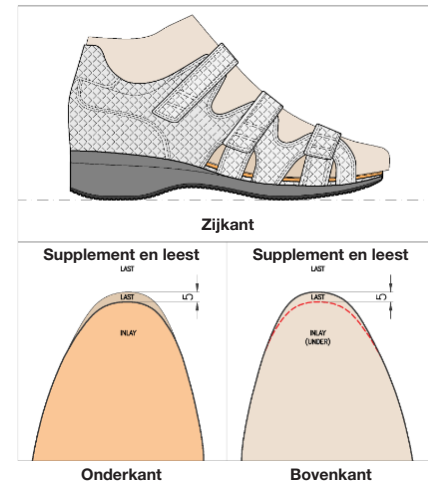 Zijkant
Supplement en leest
LAST
LAST
5
INLAY
Onderkant
Supplement en leest
LAST
LAST
5
INLAY
(UNDER)
Bovenkant